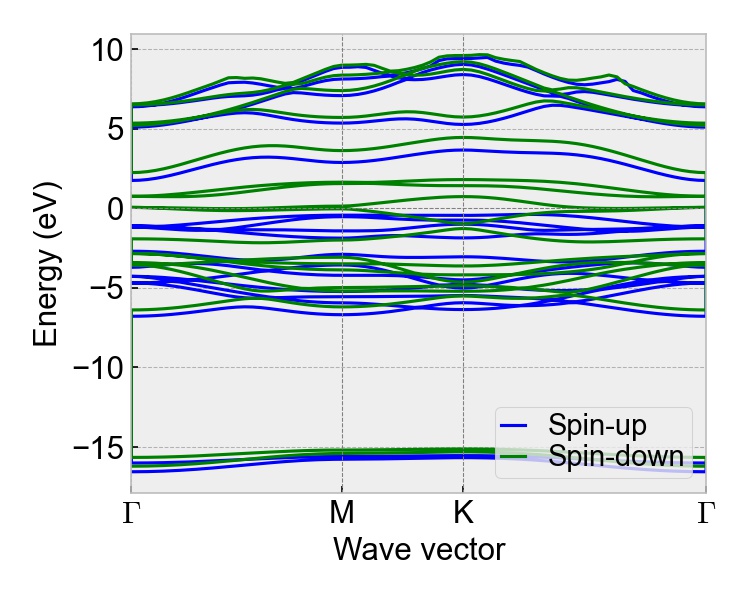 10
5
0
−5
−10
−15
Energy (eV)
Spin-up
Spin-down
Γ M K Γ
Wave vector